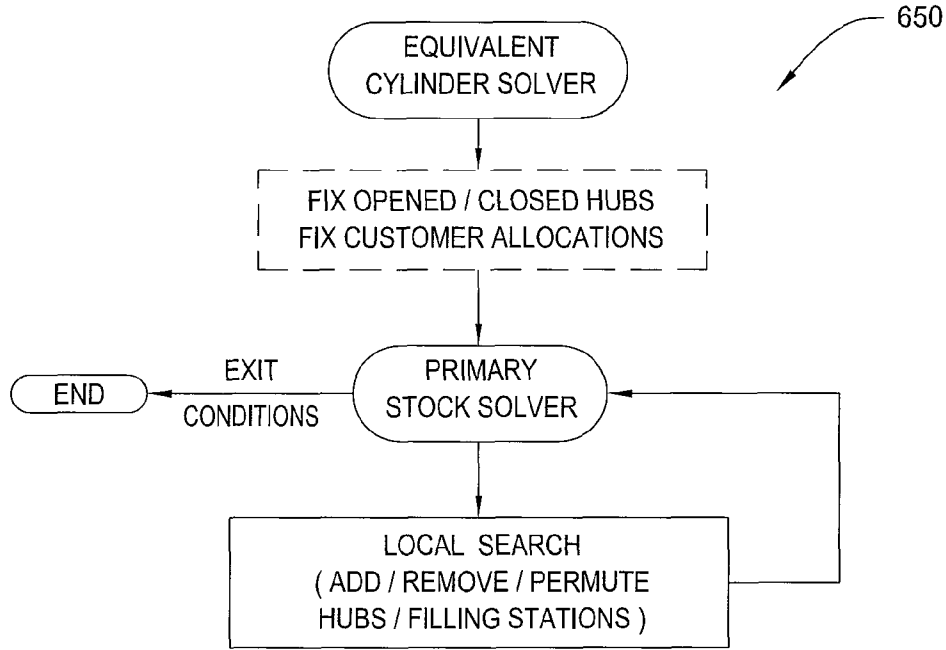 650
EQUIVALENT
CYLINDER SOLVER
FIX OPENED / CLOSED HUBS
FIX CUSTOMER ALLOCATIONS
END
EXIT
CONDITIONS
PRIMARY
STOCK SOLVER
LOCAL SEARCH
( ADD / REMOVE / PERMUTE
HUBS / FILLING STATIONS )